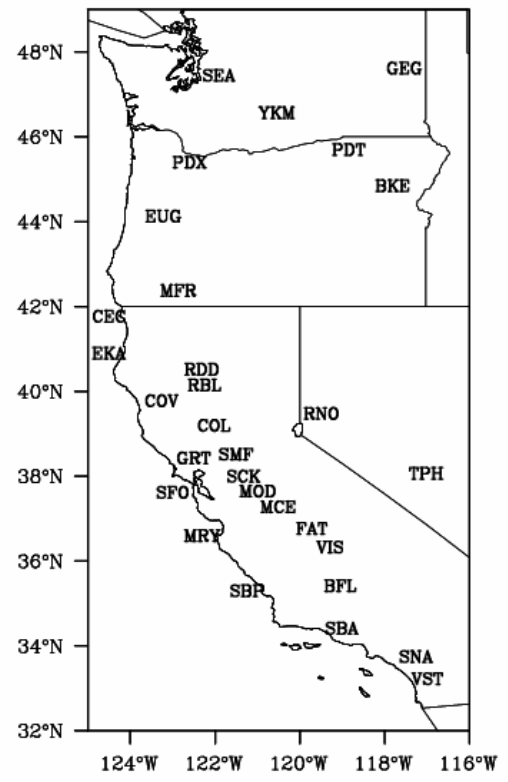 48°N
GEG
SEA
YKM
46°N
PDT
PDX
BKE
44°N
EUG
MFR
42°N
CEC
EKA
RDD
RBL
40°N
COV
RNO
COL
GRT
SMF
38°N
SCK
TPH
SFO
MOD
MCE
FAT
MRY
VIS
36°N
BFL
SBP
SBA
34°N
SNA
VST
32°N
124°W 122°W 120°W 118°W 116°W